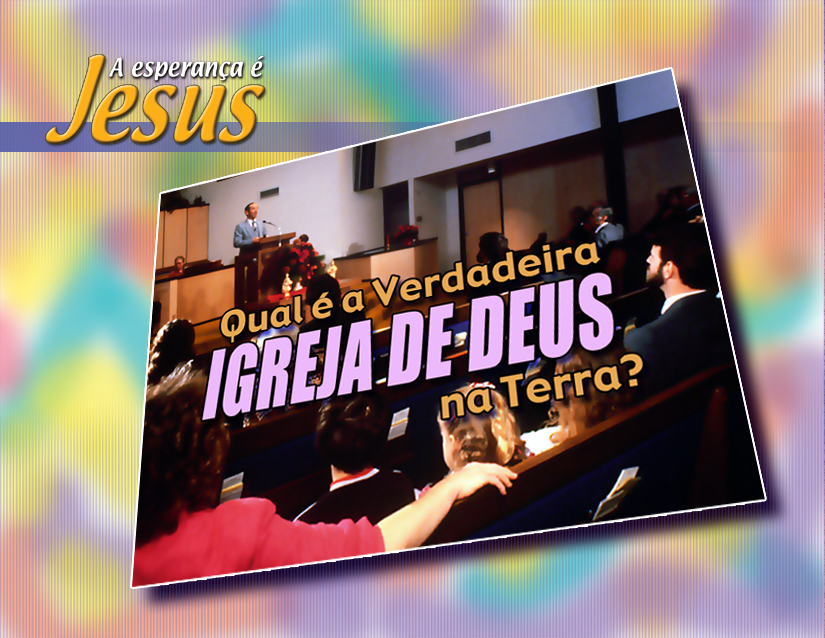 A esperança é
Jesus
Qual é a Verdadeira
IGREJA DE DEUS
na Terra?